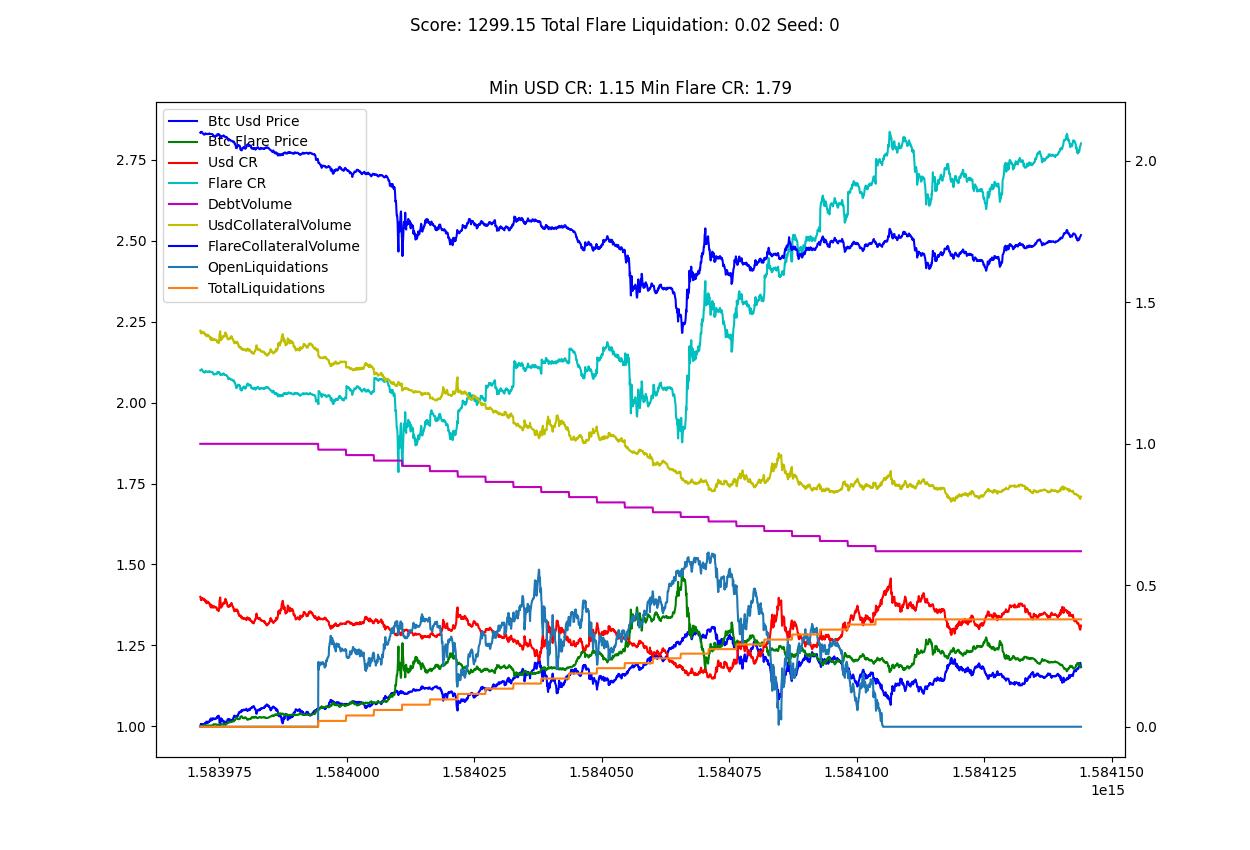 Score: 1299.15 Total Flare Liquidation: 0.02 Seed: 0
Min USD CR: 1.15 Min Flare CR: 1.79
Btc Usd Price
Btc Flare Price
Usd CR
Flare CR
DebtVolume
UsdCollateralVolume
FlareCollateralVolume
OpenLiquidations
TotalLiquidations
2.75
2.50
2.25
2.00
1.75
1.50
1.25
1.00
2.0
1.5
1.0
0.5
0.0
1.583975 1.584000 1.584025 1.584050 1.584075 1.584100 1.584125 1.584150
1e15